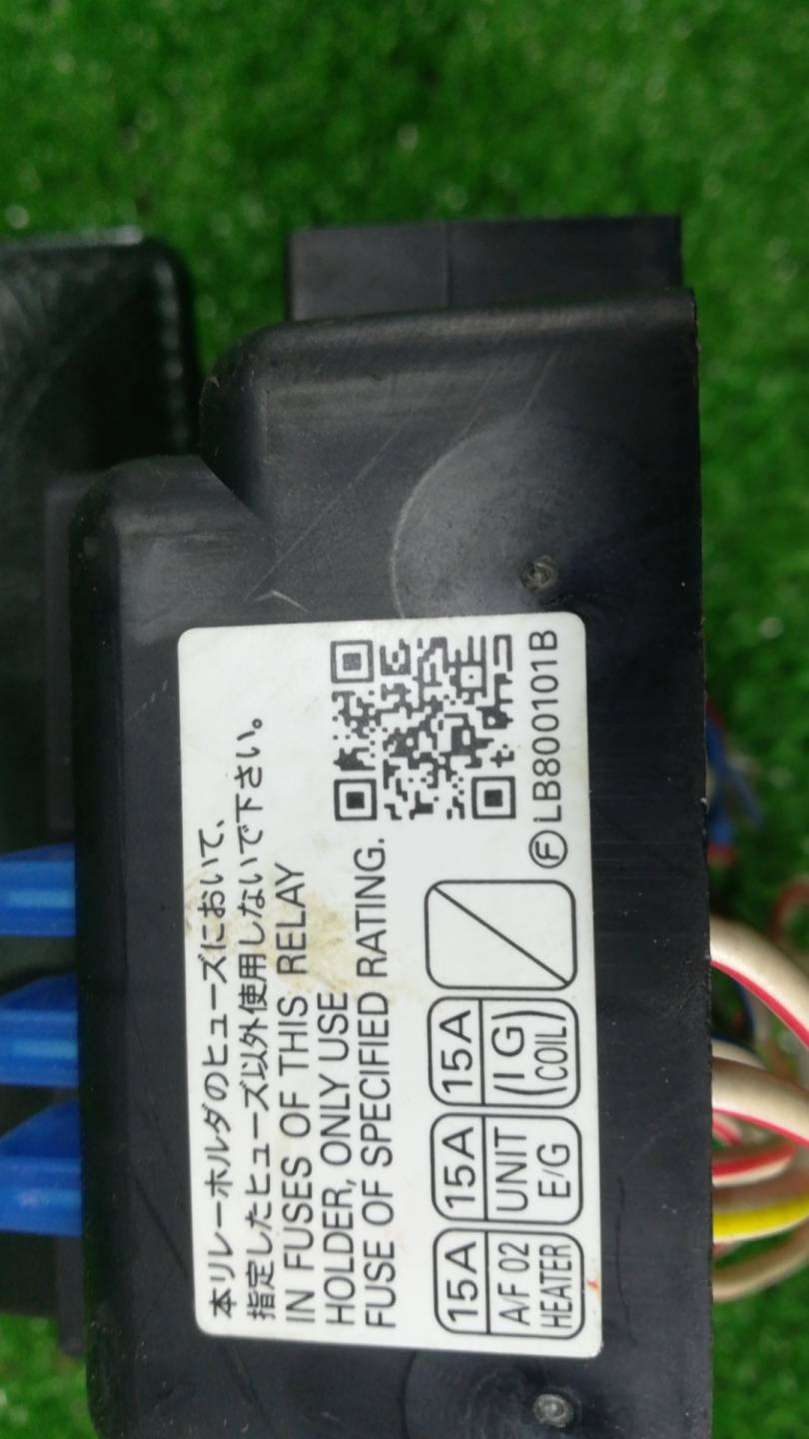 本リレーホルダのヒューズにおいて、
指定したヒューズ以外使用しないで下さい。
IN FUSES OF THIS RELAY
HOLDER, ONLY USE
FUSE OF SPECIFIED RATING.
15A 15A 15A
A/F O2 HEATER
UNIT E/G
(IG COIL)
Ⓕ LB800101B